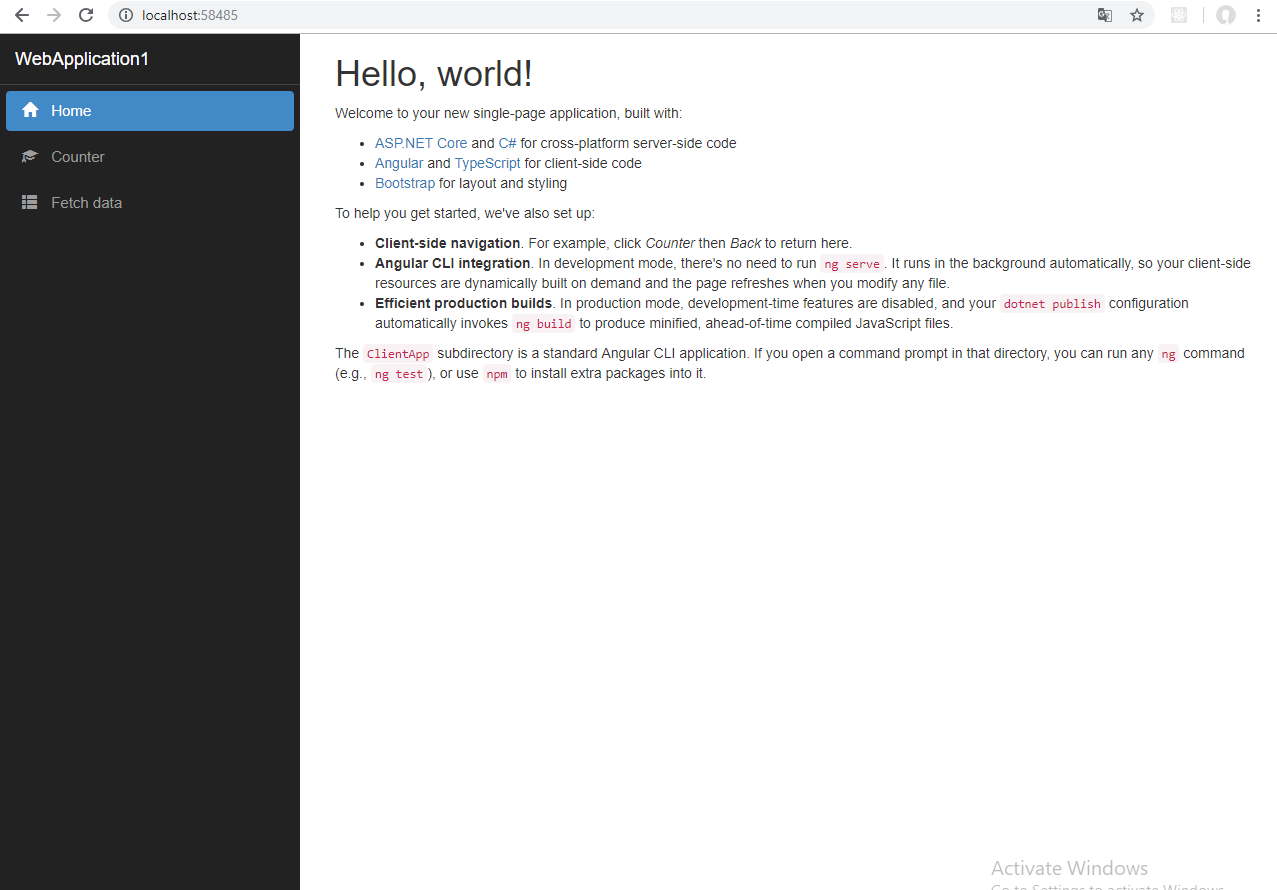 localhost:58485
WebApplication1
Home
Counter
Fetch data
Hello, world!
Welcome to your new single-page application, built with:
ASP.NET Core and C# for cross-platform server-side code
Angular and TypeScript for client-side code
Bootstrap for layout and styling
To help you get started, we've also set up:
Client-side navigation. For example, click Counter then Back to return here.
Angular CLI integration. In development mode, there's no need to run ng serve. It runs in the background automatically, so your client-side
resources are dynamically built on demand and the page refreshes when you modify any file.
Efficient production builds. In production mode, development-time features are disabled, and your dotnet publish configuration
automatically invokes ng build to produce minified, ahead-of-time compiled JavaScript files.
The ClientApp subdirectory is a standard Angular CLI application. If you open a command prompt in that directory, you can run any ng command
(e.g., ng test), or use npm to install extra packages into it.
Activate Windows
Go to Settings to activate Windows.